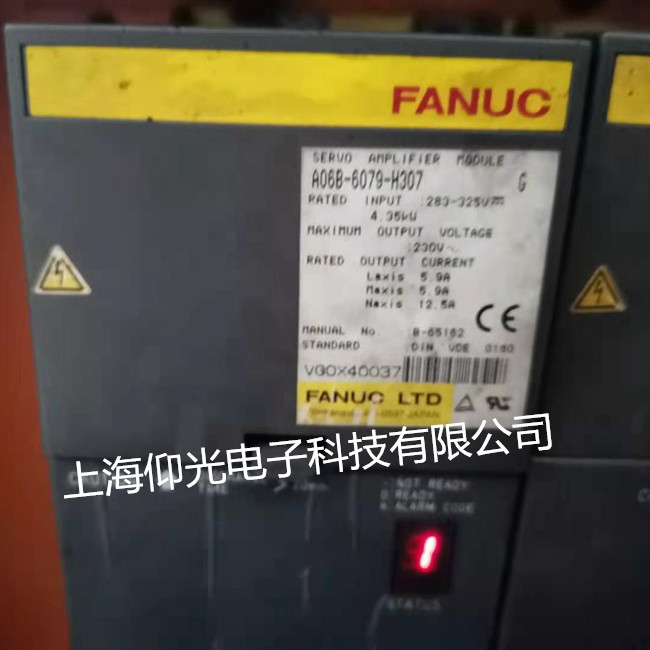 FANUC
SERVO AMPLIFIER MODULE
A06B-6079-H307 G
RATED INPUT :283-325V⎓
4.35kW
MAXIMUM OUTPUT VOLTAGE
:230V~
RATED OUTPUT CURRENT
Laxis 5.9A
Maxis 5.9A
Naxis 12.5A
MANUAL No. :B-65162
STANDARD :DIN VDE 0160
CE
VG0X40037
FANUC LTD
JAPAN
上海仰光电子科技有限公司
TIME
-:NOT READY
0:READY
#:ALARM CODE
1
STATUS